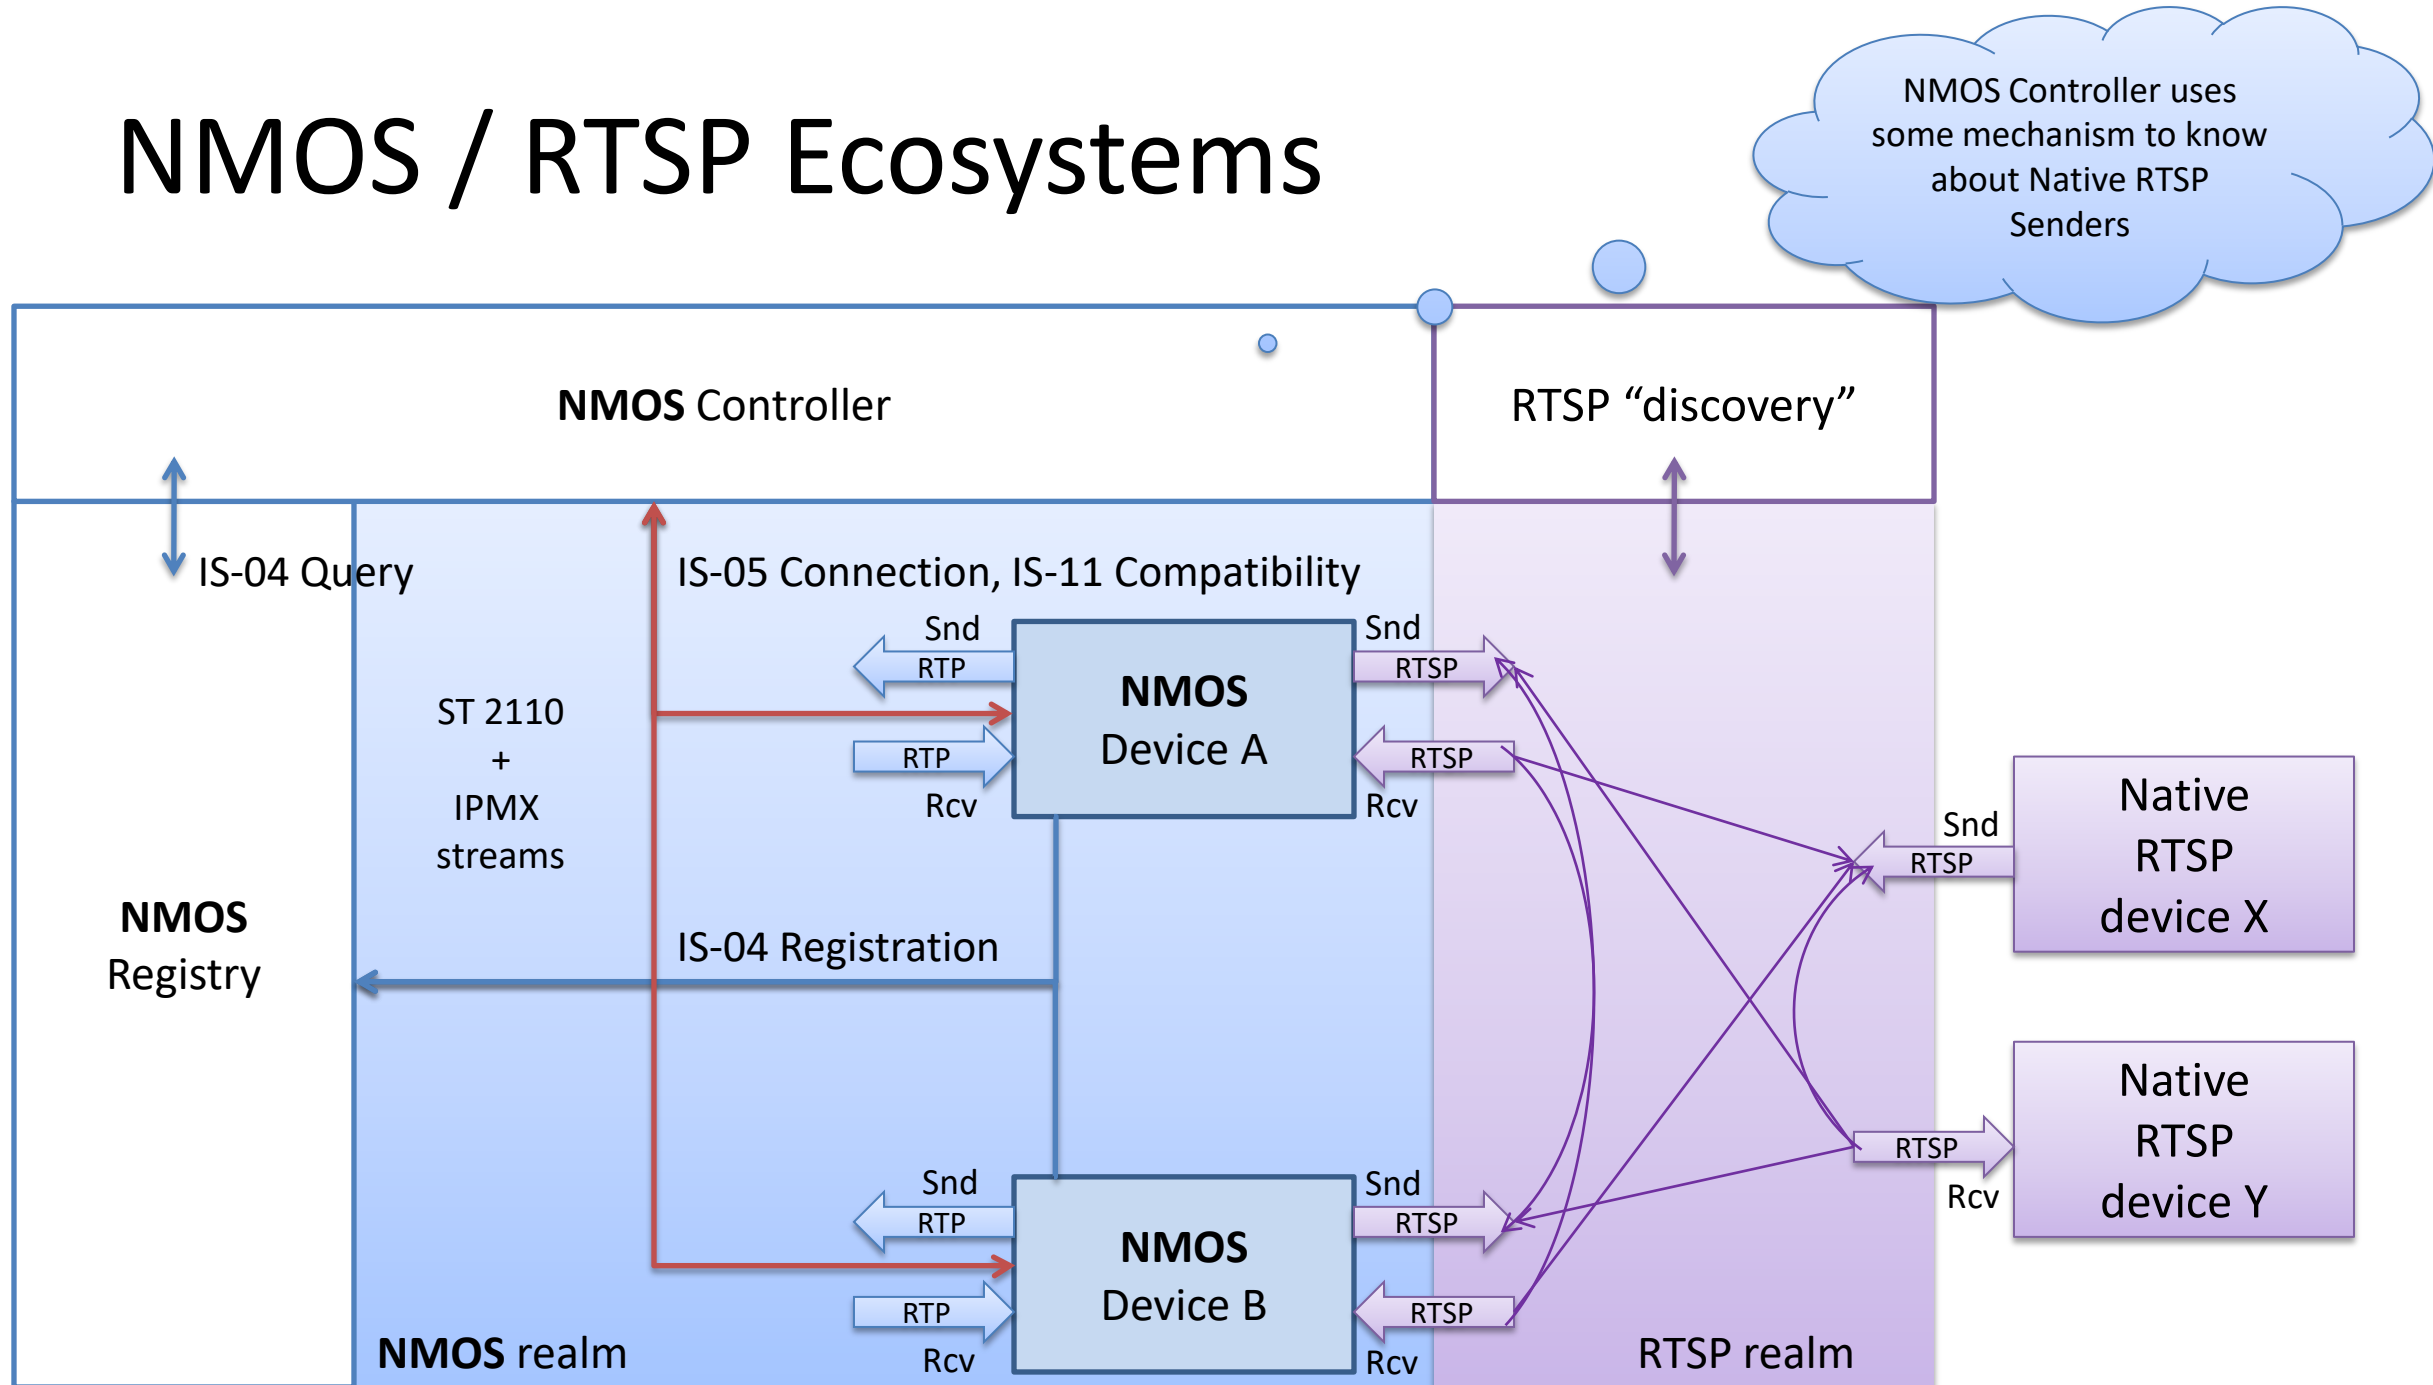 NMOS / RTSP Ecosystems
NMOS Controller uses
some mechanism to know
about Native RTSP
Senders
NMOS Controller
RTSP “discovery”
IS-04 Query
IS-05 Connection, IS-11 Compatibility
Snd
RTP
Snd
RTSP
NMOS
Device A
RTP
Rcv
RTSP
Rcv
ST 2110
+
IPMX
streams
Native
RTSP
device X
Snd
RTSP
NMOS
Registry
IS-04 Registration
Native
RTSP
device Y
RTSP
Rcv
Snd
RTP
Snd
RTSP
NMOS
Device B
RTP
Rcv
RTSP
Rcv
NMOS realm
RTSP realm